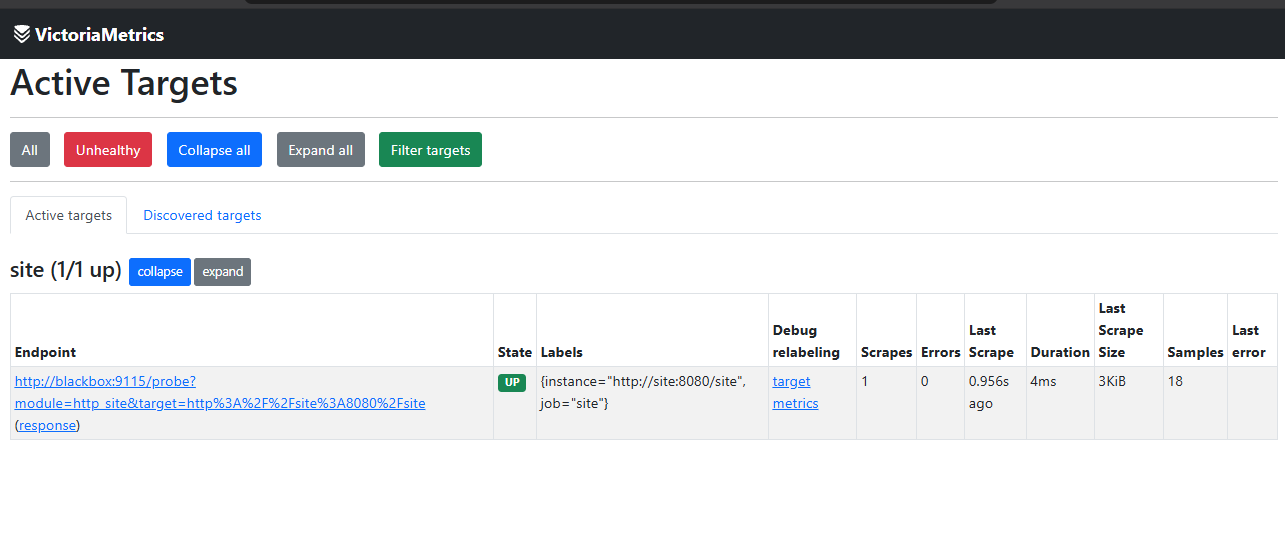 VictoriaMetrics
Active Targets
All Unhealthy Collapse all Expand all Filter targets
Active targets Discovered targets
site (1/1 up) collapse expand
Endpoint State Labels Debug relabeling Scrapes Errors Last Scrape Duration Last Scrape Size Samples Last error
http://blackbox:9115/probe?
module=http_site&target=http%3A%2F%2Fsite%3A8080%2Fsite
(response)
UP
{instance="http://site:8080/site",
job="site"}
target
metrics
1
0
0.956s
ago
4ms
3KiB
18